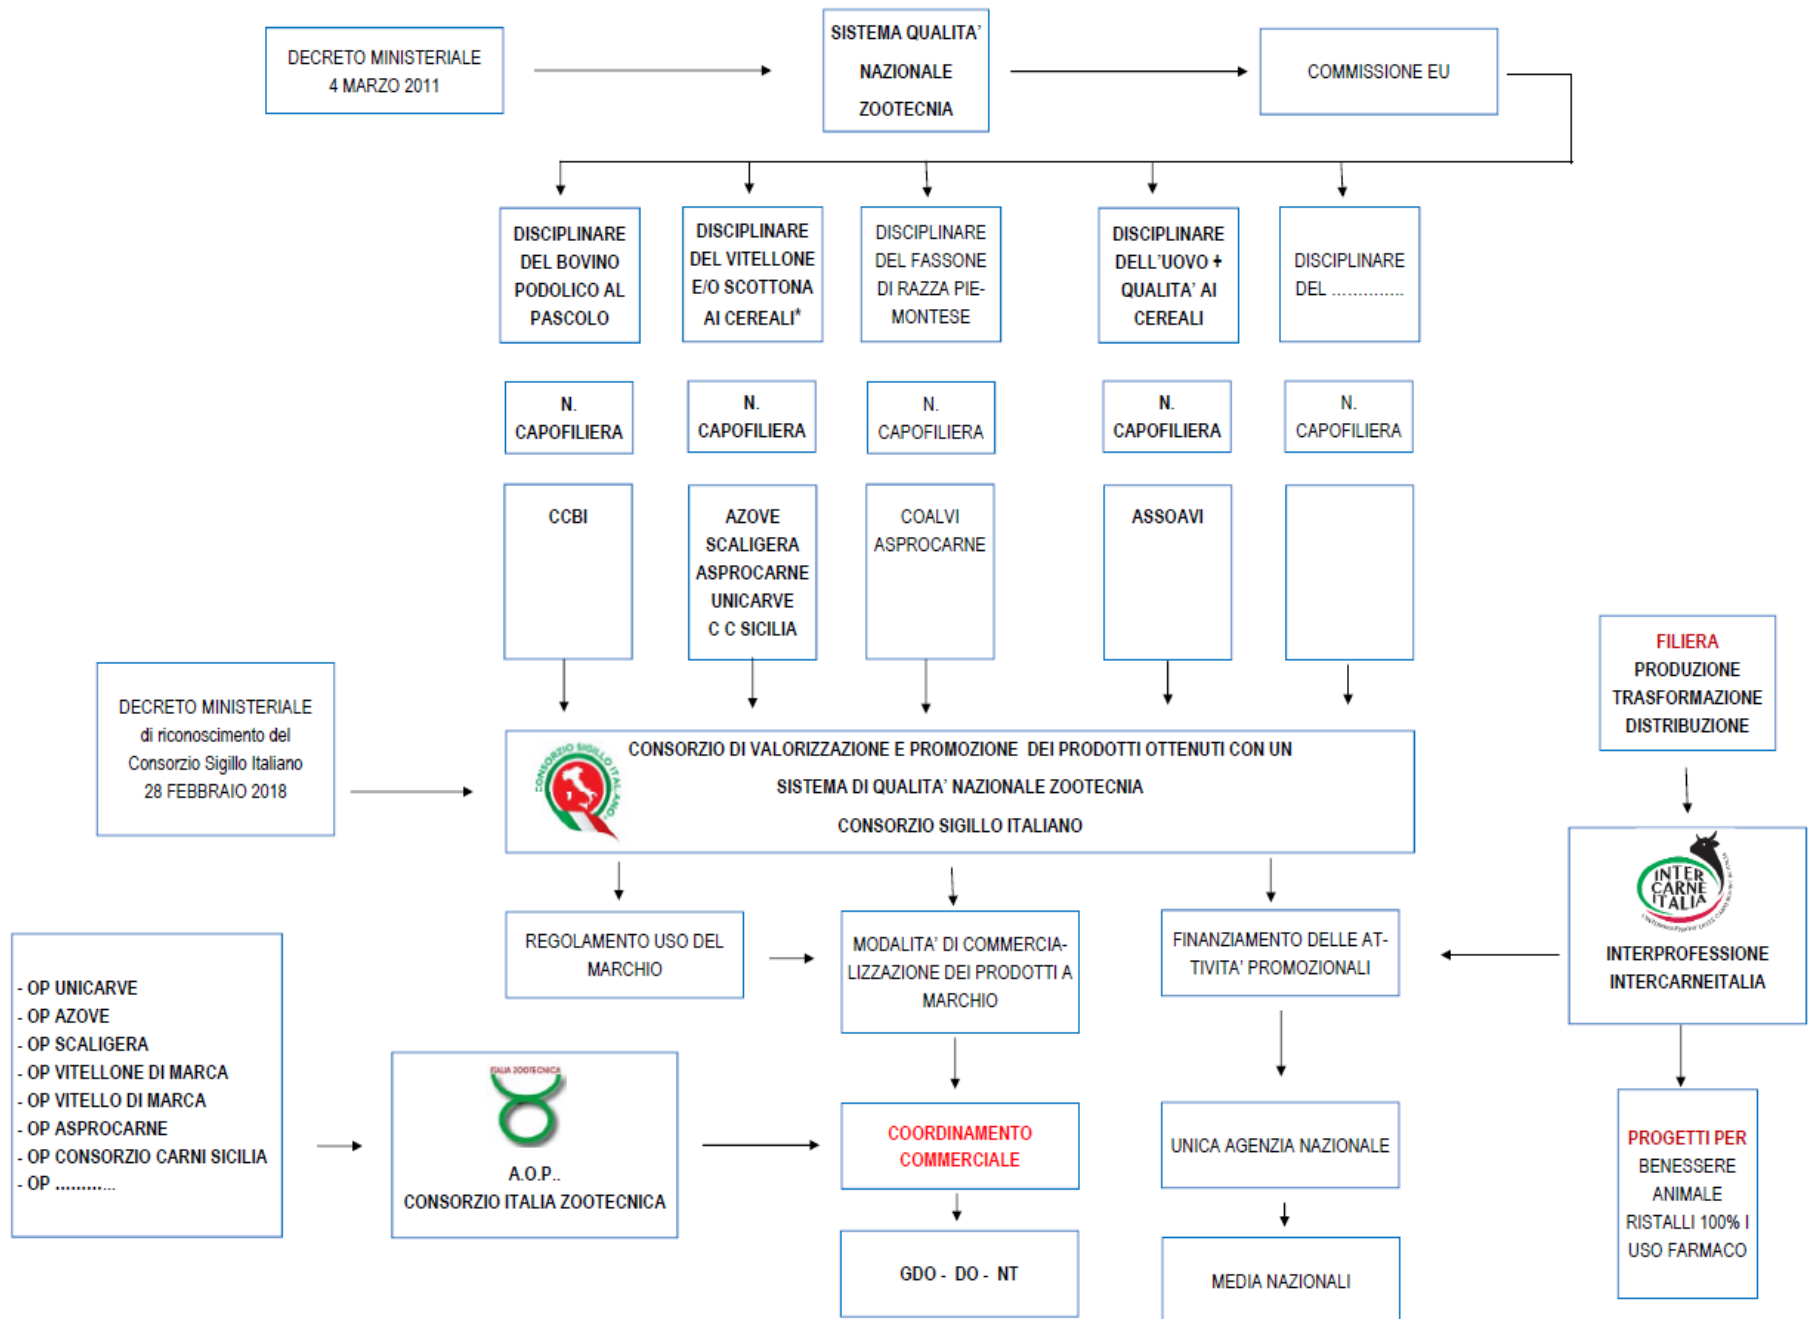 DECRETO MINISTERIALE
4 MARZO 2011
SISTEMA QUALITA'
NAZIONALE
ZOOTECNIA
COMMISSIONE EU
DISCIPLINARE
DEL BOVINO
PODOLICO AL
PASCOLO
DISCIPLINARE
DEL VITELLONE
E/O SCOTTONA
AI CEREALI*
DISCIPLINARE
DEL FASSONE
DI RAZZA PIE-
MONTESE
DISCIPLINARE
DELL'UOVO +
QUALITA' AI
CEREALI
DISCIPLINARE
DEL ..............
N.
CAPOFILIERA
N.
CAPOFILIERA
N.
CAPOFILIERA
N.
CAPOFILIERA
N.
CAPOFILIERA
CCBI
AZOVE
SCALIGERA
ASPROCARNE
UNICARVE
C C SICILIA
COALVI
ASPROCARNE
ASSOAVI
FILIERA
PRODUZIONE
TRASFORMAZIONE
DISTRIBUZIONE
DECRETO MINISTERIALE
di riconoscimento del
Consorzio Sigillo Italiano
28 FEBBRAIO 2018
CONSORZIO SIGILLO ITALIANO
CONSORZIO DI VALORIZZAZIONE E PROMOZIONE DEI PRODOTTI OTTENUTI CON UN
SISTEMA DI QUALITA' NAZIONALE ZOOTECNIA
CONSORZIO SIGILLO ITALIANO
INTER
CARNE
ITALIA
INTERPROFESSIONE
INTERCARNEITALIA
REGOLAMENTO USO DEL
MARCHIO
MODALITA' DI COMMERCIA-
LIZZAZIONE DEI PRODOTTI A
MARCHIO
FINANZIAMENTO DELLE AT-
TIVITA' PROMOZIONALI
- OP UNICARVE
- OP AZOVE
- OP SCALIGERA
- OP VITELLONE DI MARCA
- OP VITELLO DI MARCA
- OP ASPROCARNE
- OP CONSORZIO CARNI SICILIA
- OP ............
ITALIA ZOOTECNICA
A.O.P..
CONSORZIO ITALIA ZOOTECNICA
COORDINAMENTO
COMMERCIALE
UNICA AGENZIA NAZIONALE
PROGETTI PER
BENESSERE
ANIMALE
RISTALLI 100% I
USO FARMACO
GDO - DO - NT
MEDIA NAZIONALI